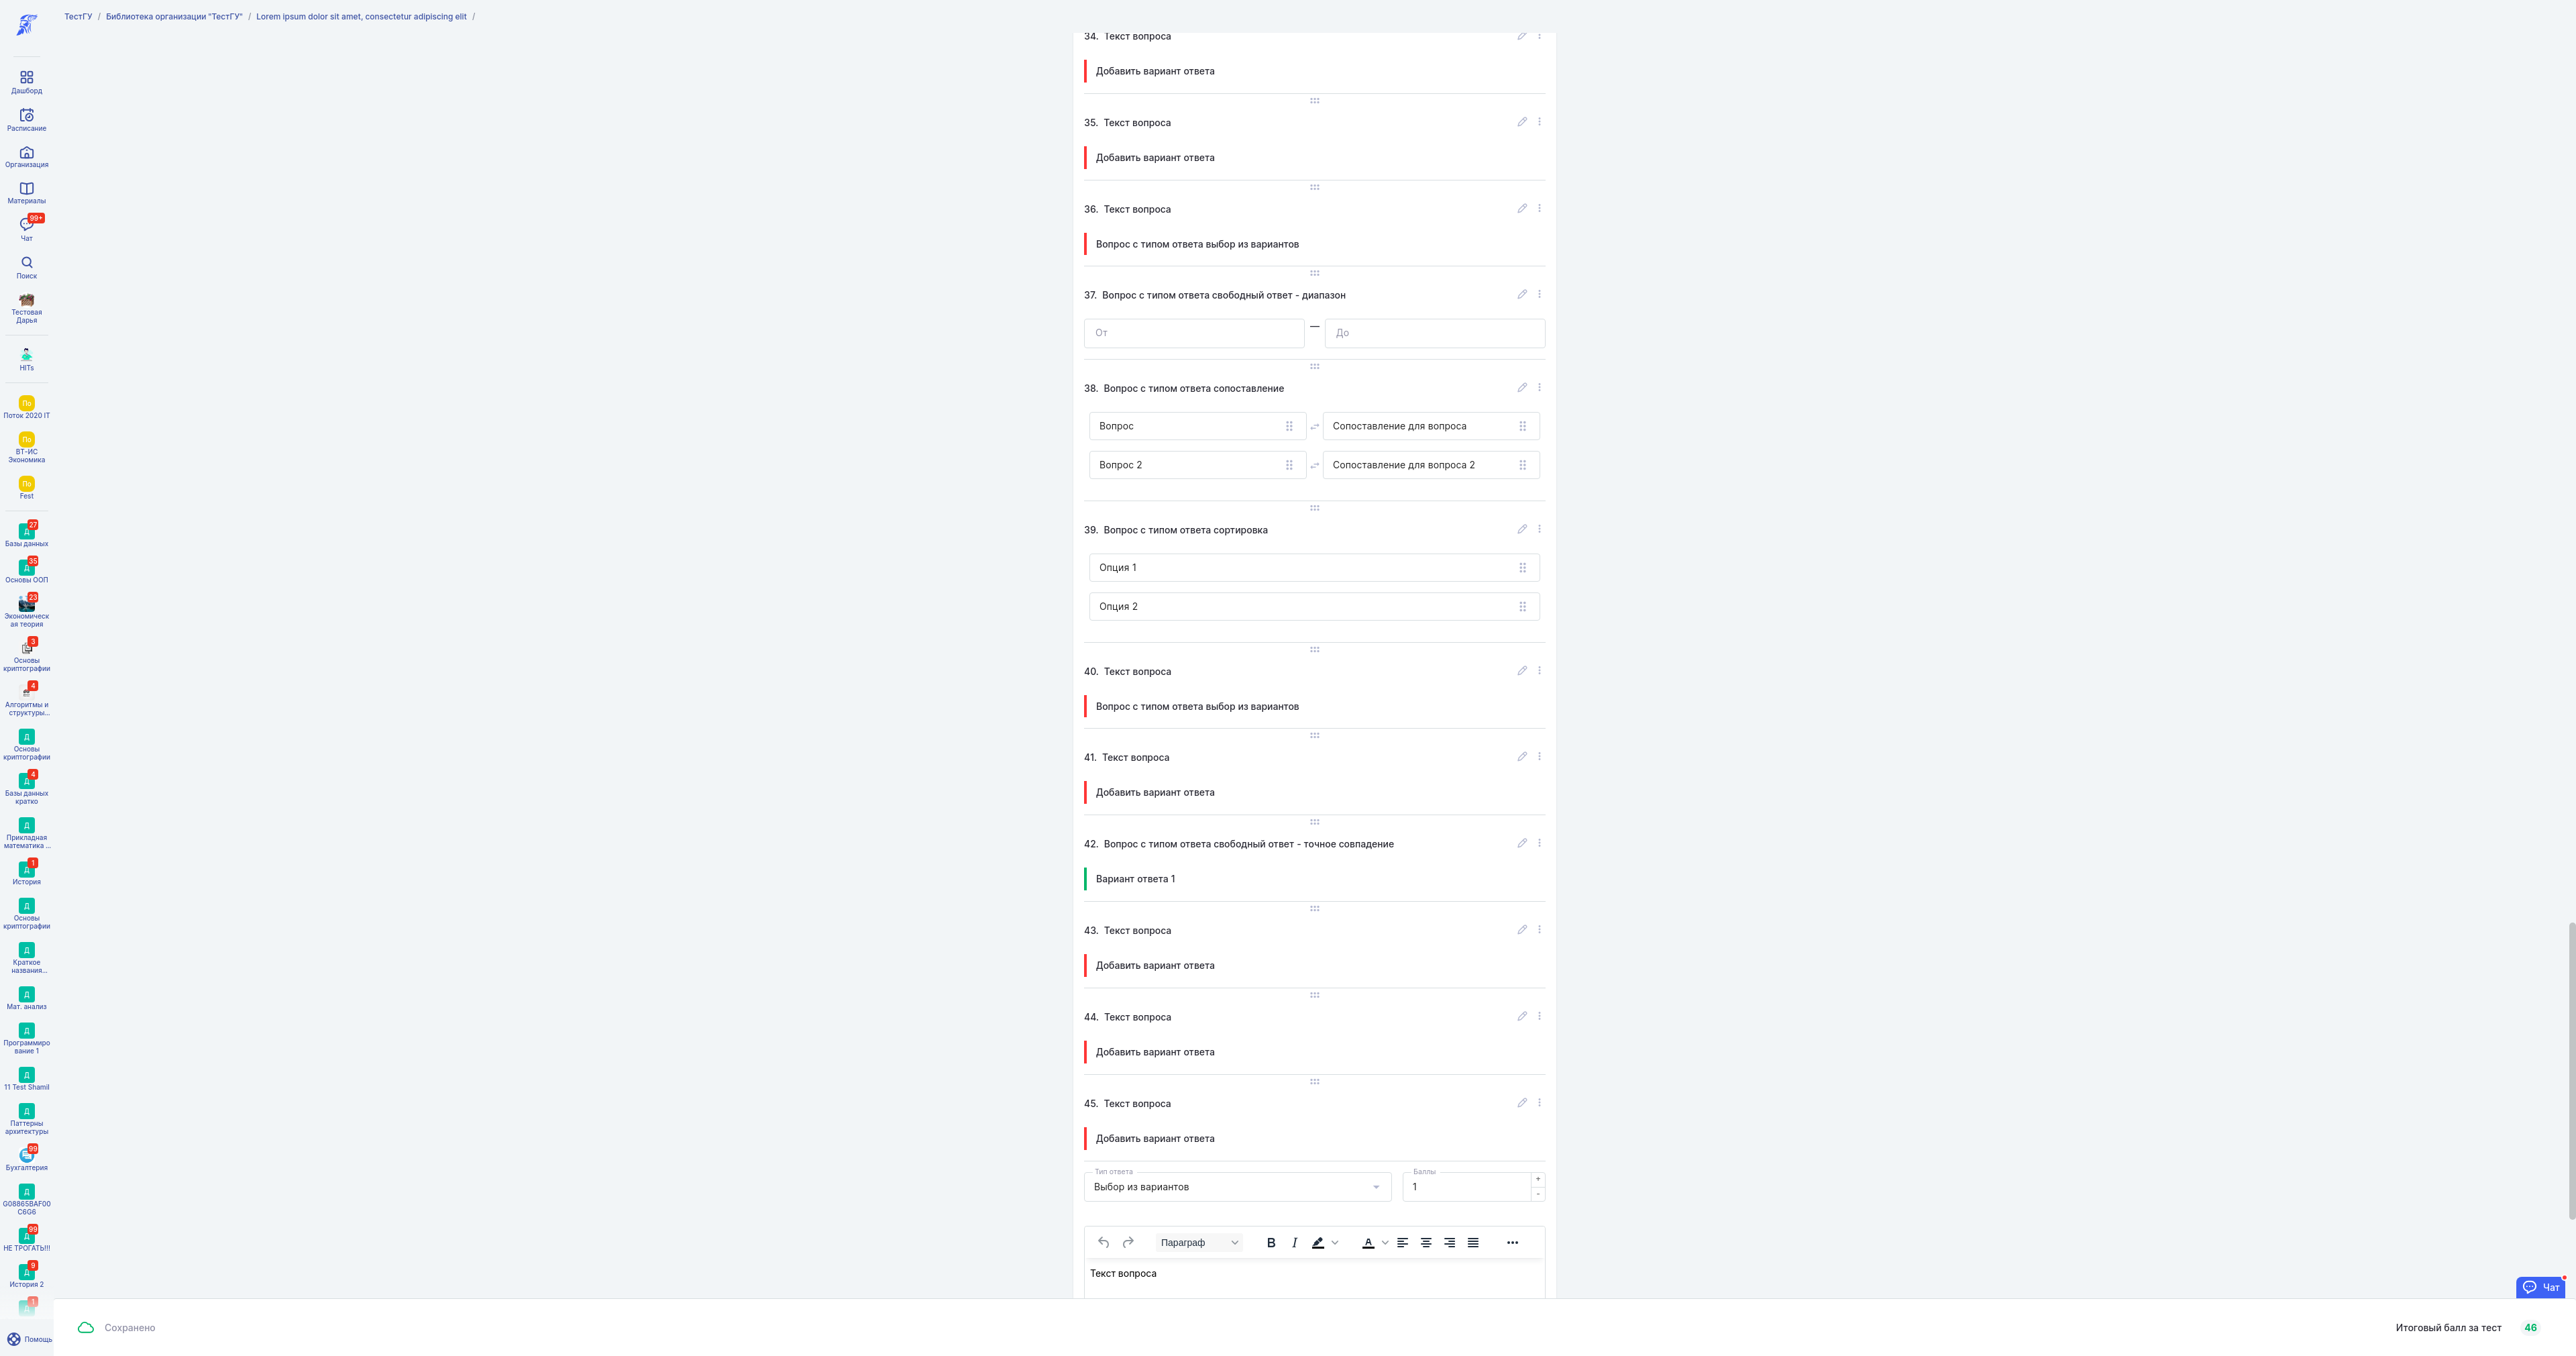 ТестГУ / Библиотека организации "ТестГУ" / Lorem ipsum dolor sit amet, consectetur adipiscing elit /
Дашборд
Расписание
Организация
Материалы
99+
Чат
Поиск
Тестовая
Дарья
HITs
По
Поток 2020 IT
По
ВТ-ИС
Экономика
По
Fest
27
Д
Базы данных
35
Д
Основы ООП
23
Экономическ
ая теория
3
Основы
криптографии
4
Алгоритмы и
структуры...
Д
Основы
криптографии
4
Д
Базы данных
кратко
Д
Прикладная
математика ...
1
Д
История
Д
Основы
криптографии
Д
Краткое
названия...
Д
Мат. анализ
Д
Программиро
вание 1
Д
11 Test Shamil
Д
Паттерны
архитектуры
99
Бухгалтерия
Д
G08865BAF00
C6G6
99
Д
НЕ ТРОГАТЬ!!!
9
Д
История 2
1
Д
Помощь
34. Текст вопроса
Добавить вариант ответа
35. Текст вопроса
Добавить вариант ответа
36. Текст вопроса
Вопрос с типом ответа выбор из вариантов
37. Вопрос с типом ответа свободный ответ - диапазон
От — До
38. Вопрос с типом ответа сопоставление
Вопрос Сопоставление для вопроса
Вопрос 2 Сопоставление для вопроса 2
39. Вопрос с типом ответа сортировка
Опция 1
Опция 2
40. Текст вопроса
Вопрос с типом ответа выбор из вариантов
41. Текст вопроса
Добавить вариант ответа
42. Вопрос с типом ответа свободный ответ - точное совпадение
Вариант ответа 1
43. Текст вопроса
Добавить вариант ответа
44. Текст вопроса
Добавить вариант ответа
45. Текст вопроса
Добавить вариант ответа
Тип ответа Баллы
Выбор из вариантов 1 + -
Параграф B I A
Текст вопроса
Чат
Сохранено Итоговый балл за тест 46